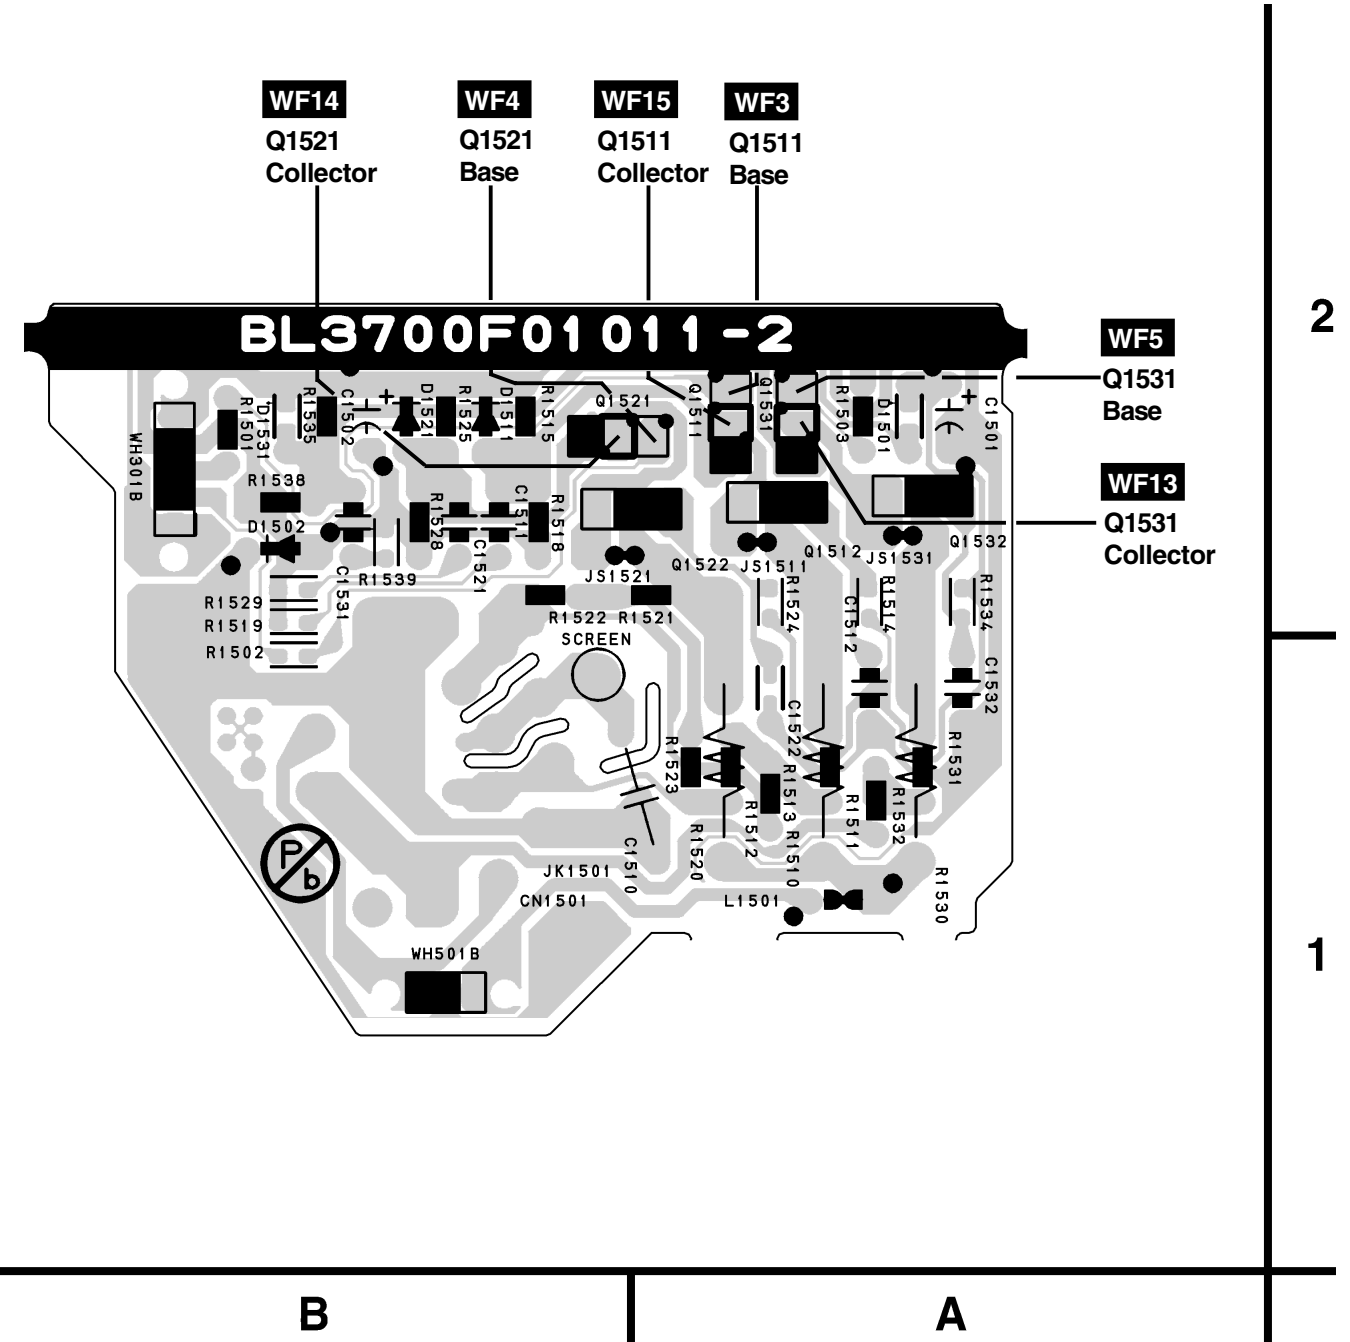 WF14
Q1521
Collector
WF4
Q1521
Base
WF15
Q1511
Collector
WF3
Q1511
Base
2
BL3700F01011-2
WF5
Q1531
Base
WF13
Q1531
Collector
WH301B
R1501
D1531
R1535
C1502
+
D1521
R1525
D1511
R1515
Q1521
Q1511
Q1531
R1503
D1501
+
C1501
R1538
D1502
R1528
C1521
C1511
R1518
R1539
C1531
JS1521
Q1522
JS1511
Q1512
JS1531
Q1532
R1529
R1519
R1502
R1522
R1521
SCREEN
R1524
C1512
R1514
R1534
C1532
R1523
C1522
R1513
R1512
R1520
R1510
R1511
R1532
R1531
R1530
C1510
JK1501
CN1501
L1501
Pb
WH501B
1
B
A